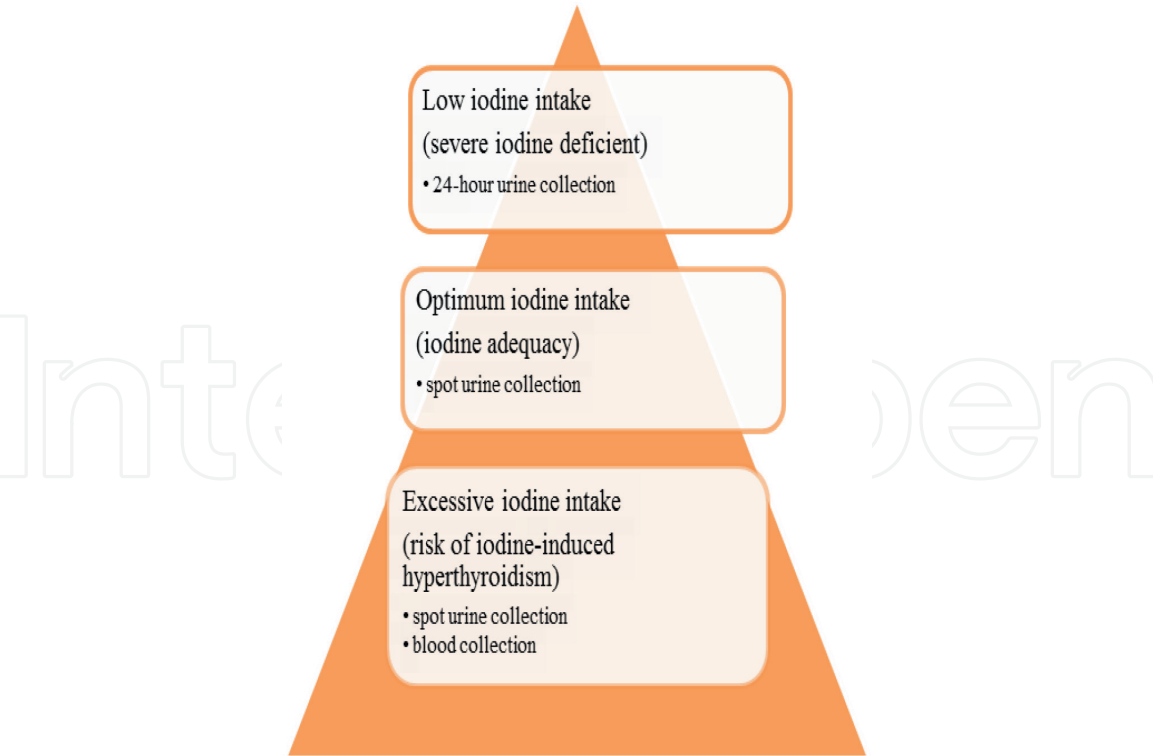 Low iodine intake
(severe iodine deficient)
• 24-hour urine collection
Optimum iodine intake
(iodine adequacy)
• spot urine collection
Excessive iodine intake
(risk of iodine-induced
hyperthyroidism)
• spot urine collection
• blood collection